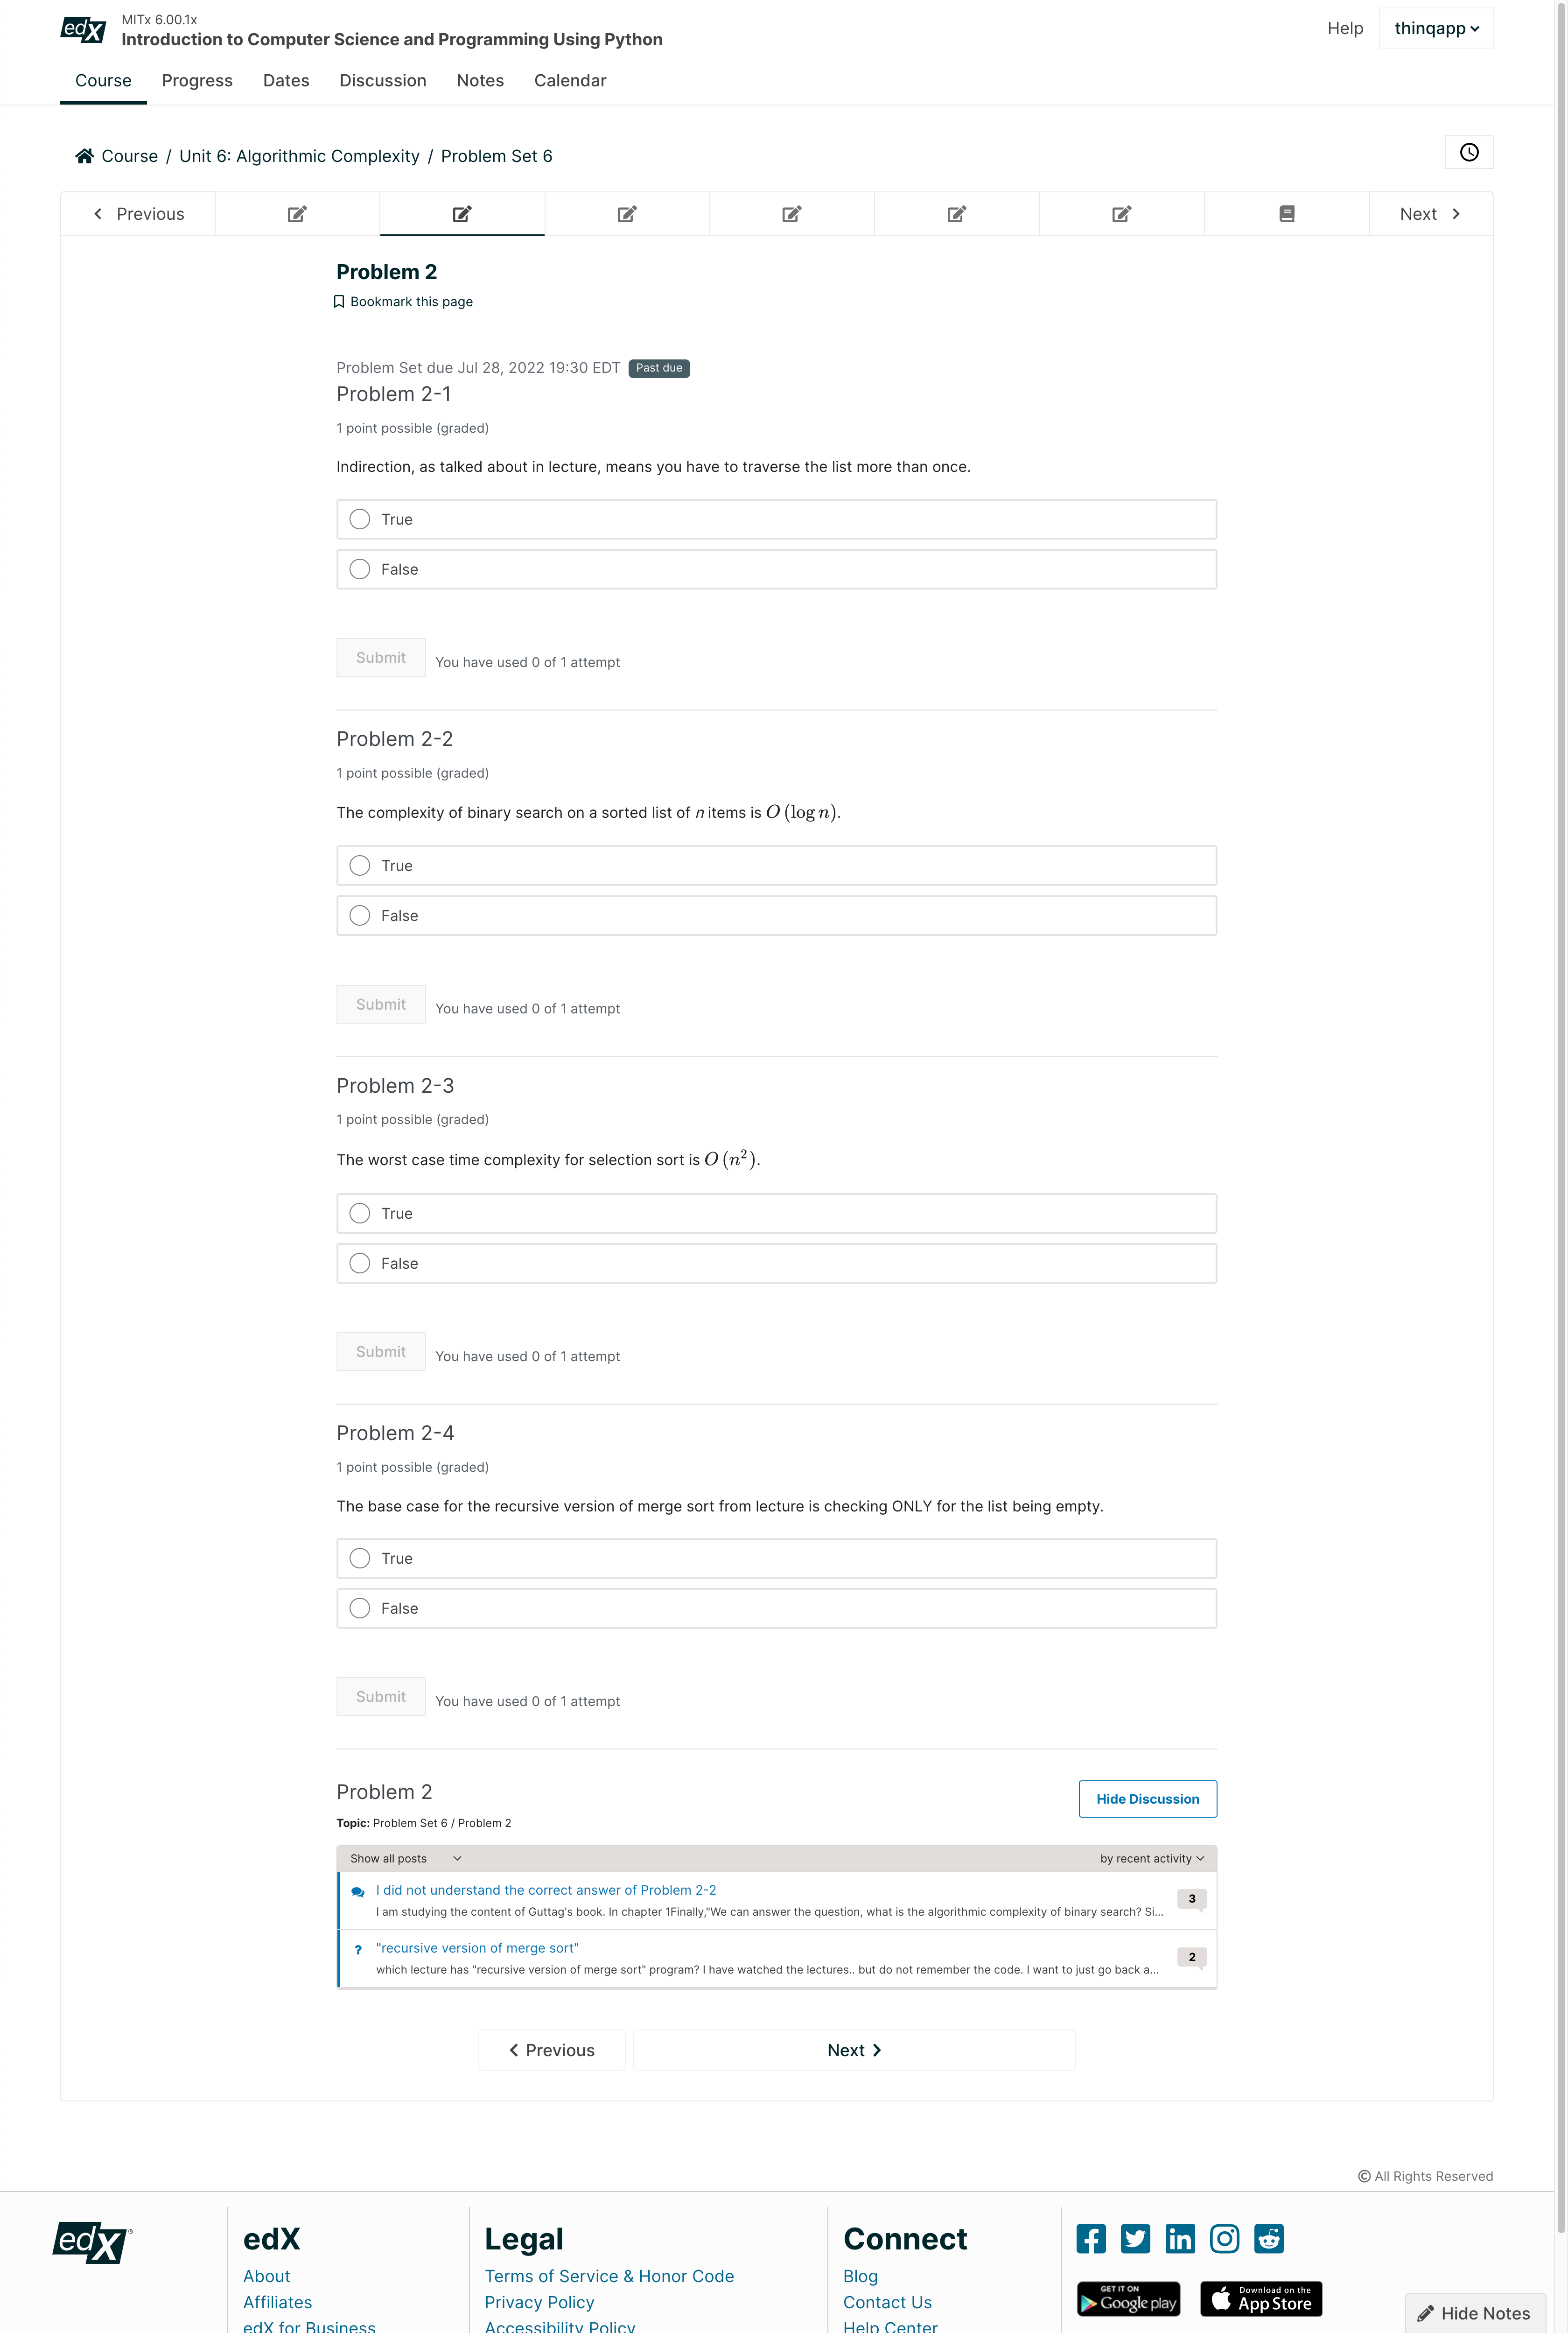 edX
MITx 6.00.1x
Introduction to Computer Science and Programming Using Python
Help
thinqapp
Course Progress Dates Discussion Notes Calendar
Course / Unit 6: Algorithmic Complexity / Problem Set 6
Previous
Next
Problem 2
Bookmark this page
Problem Set due Jul 28, 2022 19:30 EDT Past due
Problem 2-1
1 point possible (graded)
Indirection, as talked about in lecture, means you have to traverse the list more than once.
True
False
Submit You have used 0 of 1 attempt
Problem 2-2
1 point possible (graded)
The complexity of binary search on a sorted list of n items is O (log n).
True
False
Submit You have used 0 of 1 attempt
Problem 2-3
1 point possible (graded)
The worst case time complexity for selection sort is O (n²).
True
False
Submit You have used 0 of 1 attempt
Problem 2-4
1 point possible (graded)
The base case for the recursive version of merge sort from lecture is checking ONLY for the list being empty.
True
False
Submit You have used 0 of 1 attempt
Problem 2
Hide Discussion
Topic: Problem Set 6 / Problem 2
Show all posts by recent activity
I did not understand the correct answer of Problem 2-2
3
I am studying the content of Guttag's book. In chapter 1Finally,"We can answer the question, what is the algorithmic complexity of binary search? Si...
? "recursive version of merge sort"
2
which lecture has "recursive version of merge sort" program? I have watched the lectures.. but do not remember the code. I want to just go back a...
Previous Next
© All Rights Reserved
edX®
edX
About
Affiliates
edX for Business
Legal
Terms of Service & Honor Code
Privacy Policy
Accessibility Policy
Connect
Blog
Contact Us
Help Center
GET IT ON
Google play
Download on the
App Store
Hide Notes